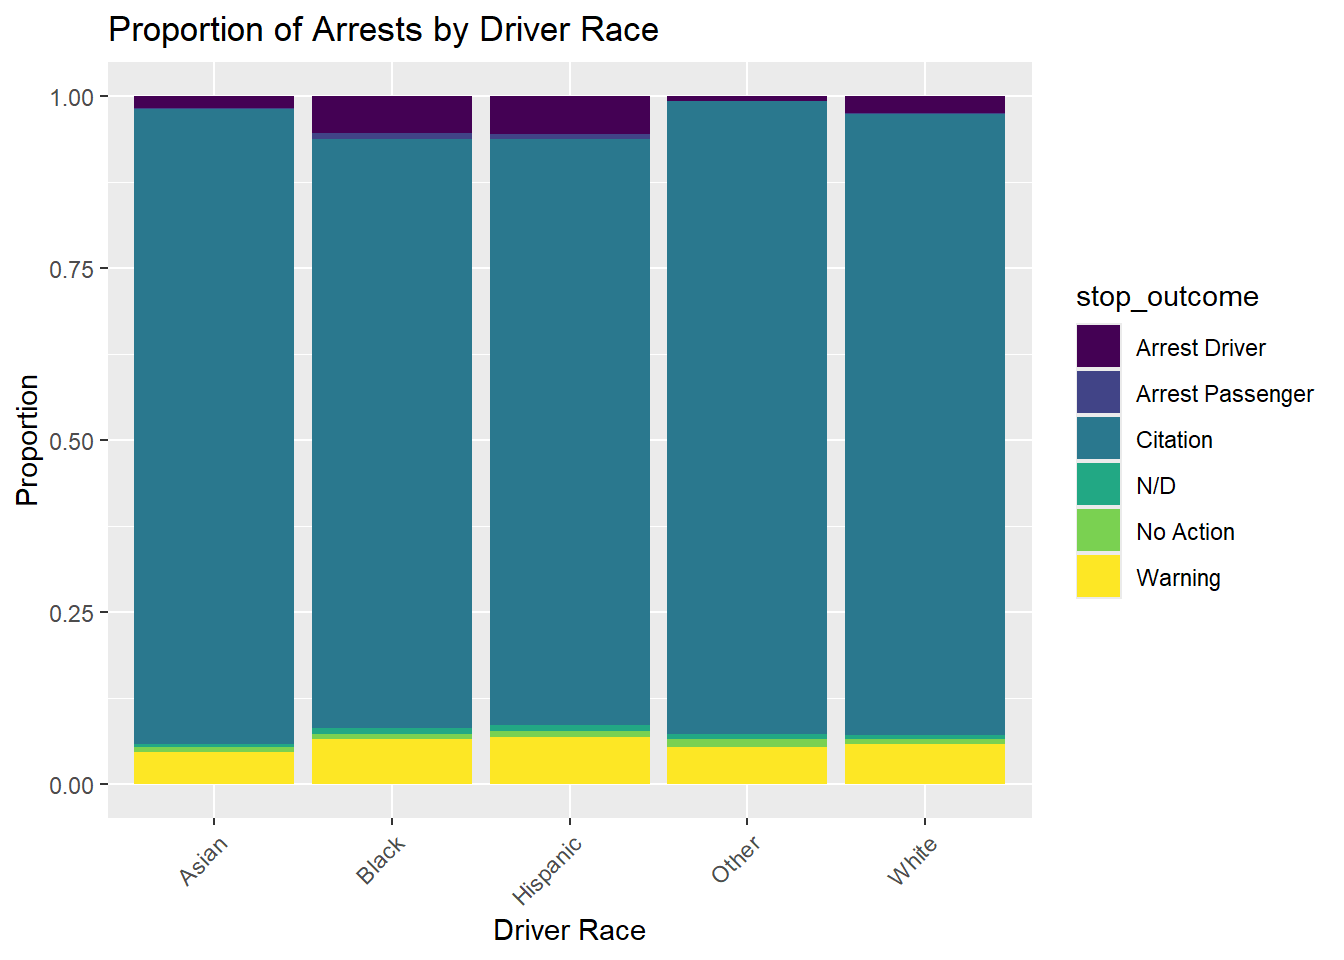 Proportion of Arrests by Driver Race
1.00
0.75
0.50
0.25
0.00
Proportion
Asian
Black
Hispanic
Other
White
Driver Race
stop_outcome
Arrest Driver
Arrest Passenger
Citation
N/D
No Action
Warning